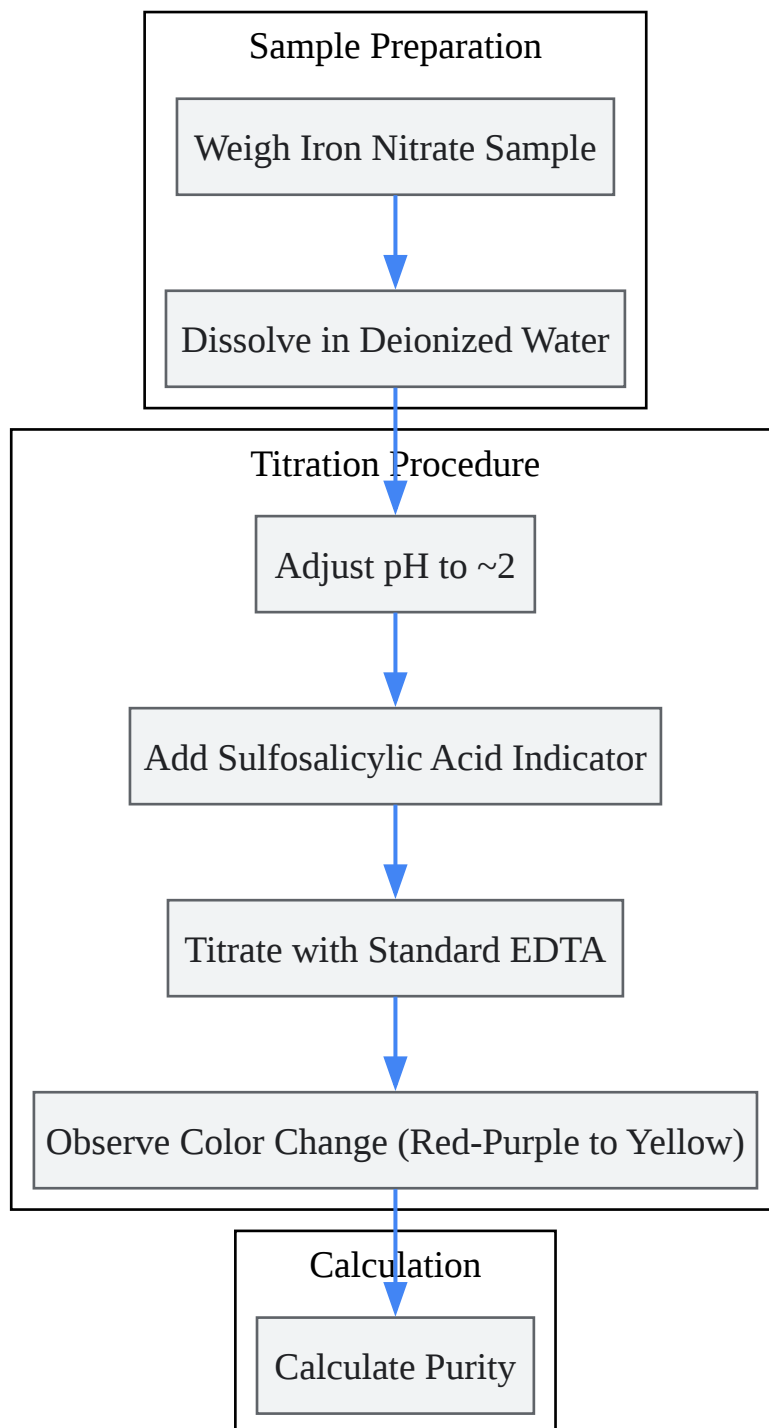 Sample Preparation
Weigh Iron Nitrate Sample
Dissolve in Deionized Water
Titration Procedure
Adjust pH to ~2
Add Sulfosalicylic Acid Indicator
Titrate with Standard EDTA
Observe Color Change (Red-Purple to Yellow)
Calculation
Calculate Purity